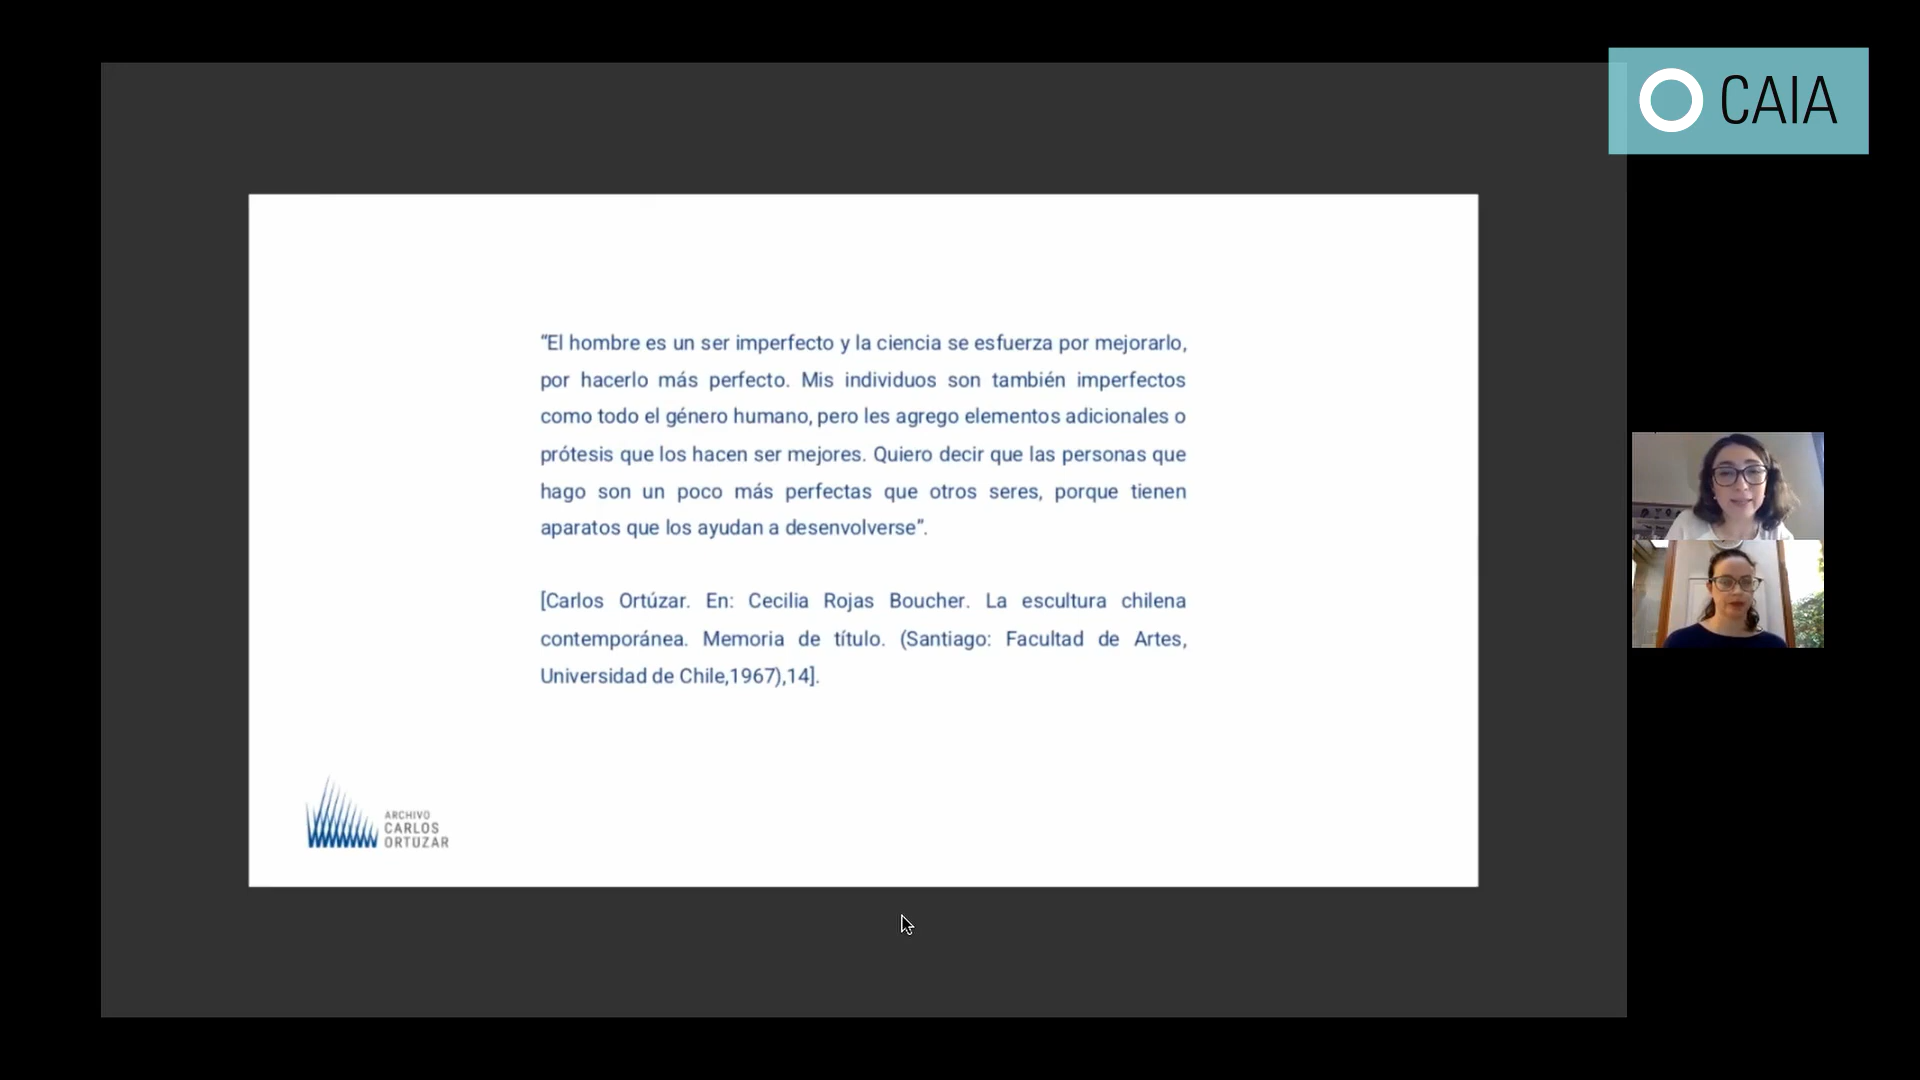 CAIA
“El hombre es un ser imperfecto y la ciencia se esfuerza por mejorarlo,
por hacerlo más perfecto. Mis individuos son también imperfectos
como todo el género humano, pero les agrego elementos adicionales o
prótesis que los hacen ser mejores. Quiero decir que las personas que
hago son un poco más perfectas que otros seres, porque tienen
aparatos que los ayudan a desenvolverse”.
[Carlos Ortúzar. En: Cecilia Rojas Boucher. La escultura chilena
contemporánea. Memoria de título. (Santiago: Facultad de Artes,
Universidad de Chile,1967),14].
ARCHIVO
CARLOS
ORTUZAR